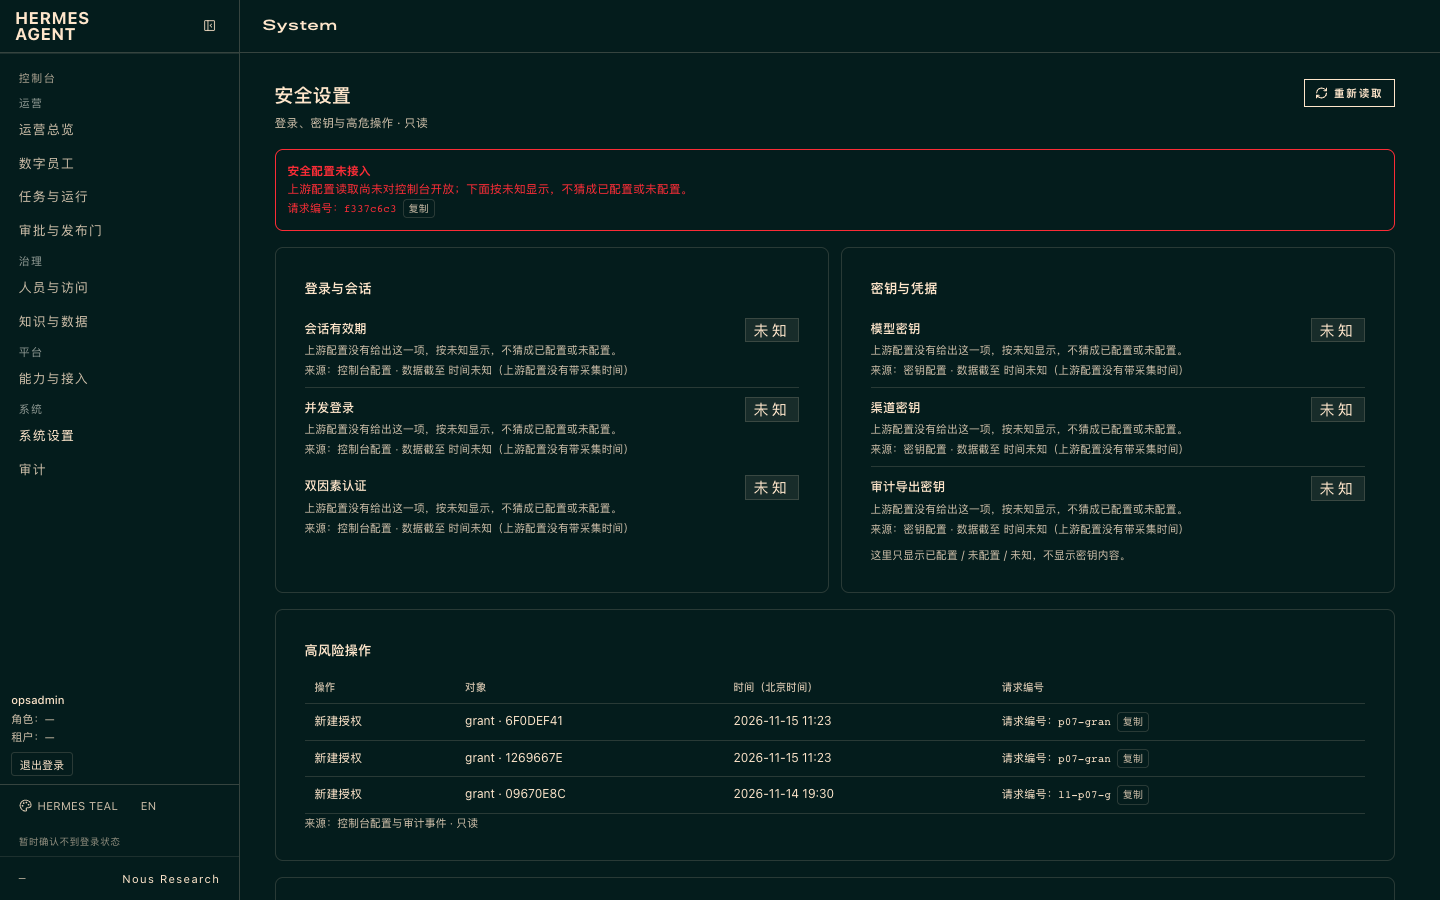 HERMES
AGENT
System
控制台
运营
运营总览
数字员工
任务与运行
审批与发布门
治理
人员与访问
知识与数据
平台
能力与接入
系统
系统设置
审计
opsadmin
角色：—
租户：—
退出登录
HERMES TEAL EN
暂时确认不到登录状态
— Nous Research
安全设置
重新读取
登录、密钥与高危操作 · 只读
安全配置未接入
上游配置读取尚未对控制台开放；下面按未知显示，不猜成已配置或未配置。
请求编号：f337c6c3 复制
登录与会话
会话有效期 未知
上游配置没有给出这一项，按未知显示，不猜成已配置或未配置。
来源：控制台配置 · 数据截至 时间未知（上游配置没有带采集时间）
并发登录 未知
上游配置没有给出这一项，按未知显示，不猜成已配置或未配置。
来源：控制台配置 · 数据截至 时间未知（上游配置没有带采集时间）
双因素认证 未知
上游配置没有给出这一项，按未知显示，不猜成已配置或未配置。
来源：控制台配置 · 数据截至 时间未知（上游配置没有带采集时间）
密钥与凭据
模型密钥 未知
上游配置没有给出这一项，按未知显示，不猜成已配置或未配置。
来源：密钥配置 · 数据截至 时间未知（上游配置没有带采集时间）
渠道密钥 未知
上游配置没有给出这一项，按未知显示，不猜成已配置或未配置。
来源：密钥配置 · 数据截至 时间未知（上游配置没有带采集时间）
审计导出密钥 未知
上游配置没有给出这一项，按未知显示，不猜成已配置或未配置。
来源：密钥配置 · 数据截至 时间未知（上游配置没有带采集时间）
这里只显示已配置 / 未配置 / 未知，不显示密钥内容。
高风险操作
操作 对象 时间（北京时间） 请求编号
新建授权 grant · 6F0DEF41 2026-11-15 11:23 请求编号：p07-gran 复制
新建授权 grant · 1269667E 2026-11-15 11:23 请求编号：p07-gran 复制
新建授权 grant · 09670E8C 2026-11-14 19:30 请求编号：l1-p07-g 复制
来源：控制台配置与审计事件 · 只读